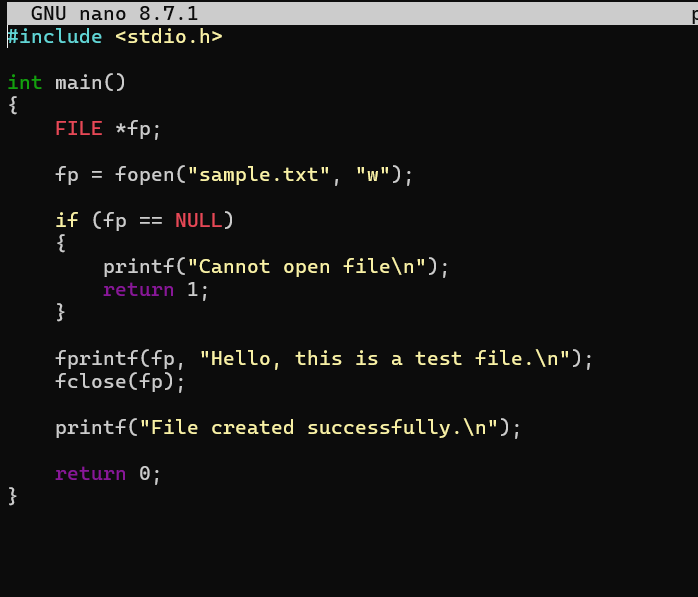 GNU nano 8.7.1
#include <stdio.h>
int main()
{
    FILE *fp;
    fp = fopen("sample.txt", "w");
    if (fp == NULL)
    {
        printf("Cannot open file\n");
        return 1;
    }
    fprintf(fp, "Hello, this is a test file.\n");
    fclose(fp);
    printf("File created successfully.\n");
    return 0;
}